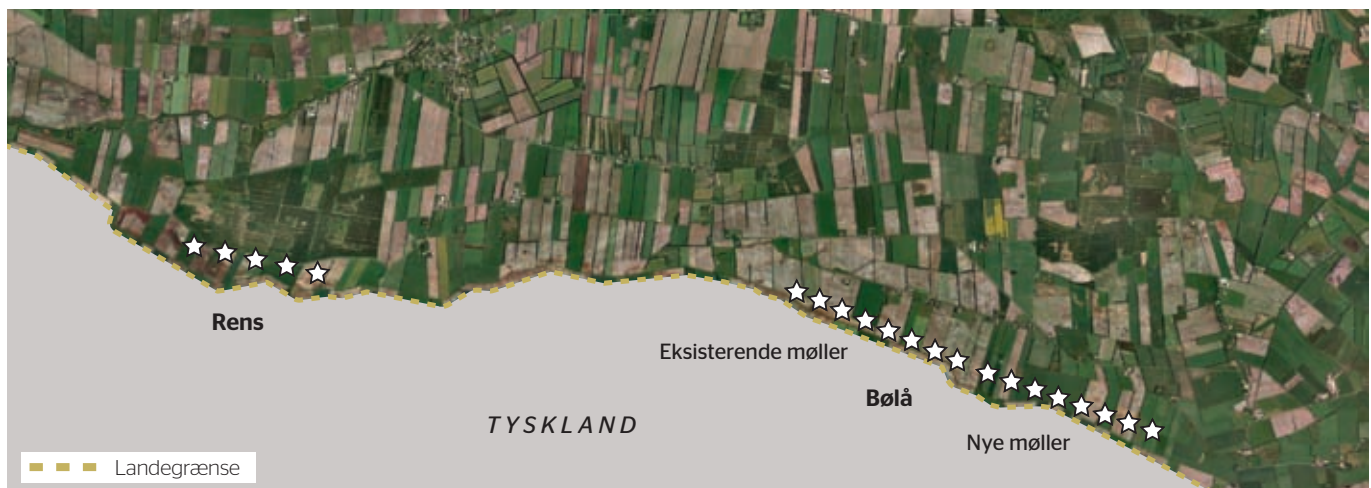 Rens
Eksisterende møller
Bølå
TYSKLAND
Nye møller
Landegrænse